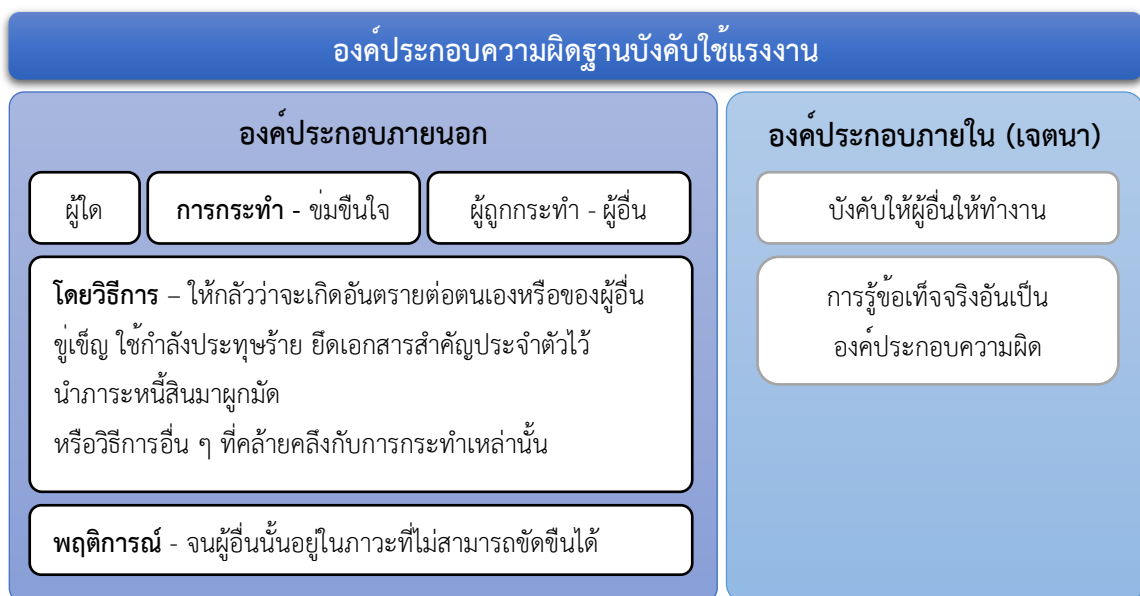 องค์ประกอบความผิดฐานบังคับใช้แรงงาน
องค์ประกอบภายนอก
ผู้ใด
การกระทำ - ข่มขืนใจ
ผู้ถูกกระทำ - ผู้อื่น
โดยวิธีการ – ให้กลัวว่าจะเกิดอันตรายต่อตนเองหรือของผู้อื่น
ขู่เข็ญ ใช้กำลังประทุษร้าย ยึดเอกสารสำคัญประจำตัวไว้
นำภาระหนี้สินมาผูกมัด
หรือวิธีการอื่น ๆ ที่คล้ายคลึงกับการกระทำเหล่านั้น
พฤติการณ์ - จนผู้อื่นนั้นอยู่ในภาวะที่ไม่สามารถขัดขืนได้
องค์ประกอบภายใน (เจตนา)
บังคับให้ผู้อื่นให้ทำงาน
การรู้ข้อเท็จจริงอันเป็น
องค์ประกอบความผิด